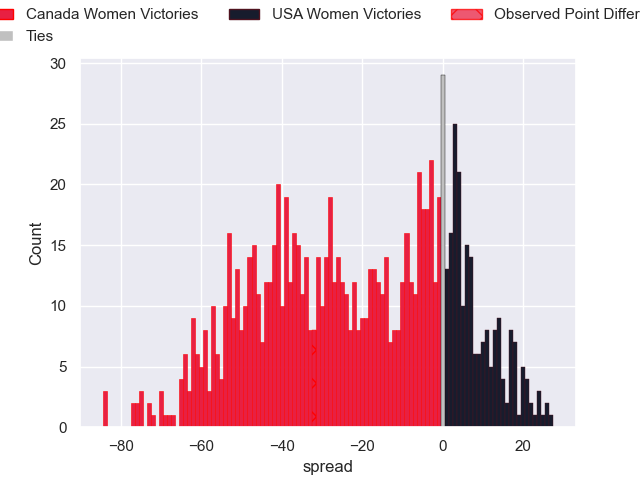 Canada Women Victories USA Women Victories Observed Point Differ
Ties
30
25
20
15
10
5
0
Count
−80 −60 −40 −20 0 20
spread